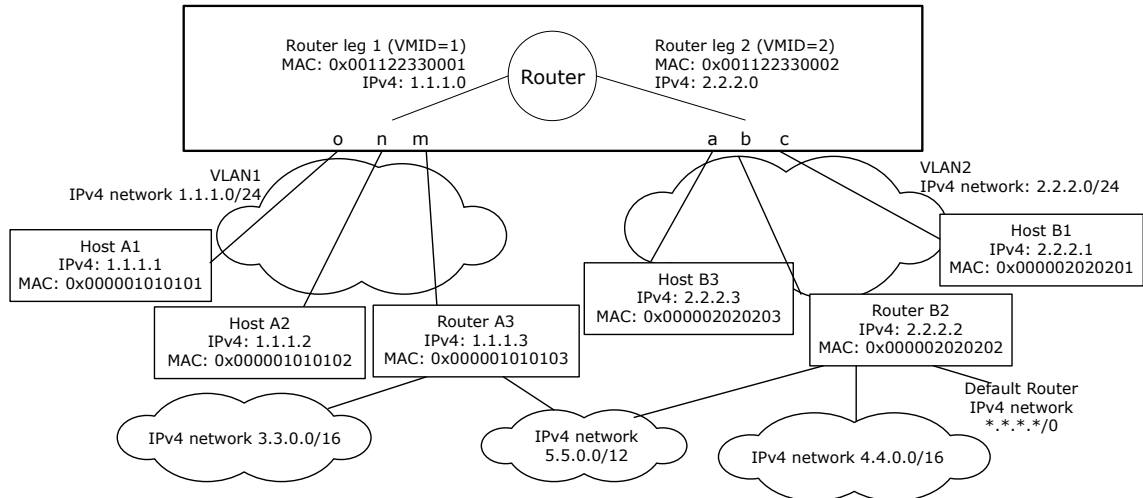 Router leg 1 (VMID=1)
MAC: 0x001122330001
IPv4: 1.1.1.0
Router
Router leg 2 (VMID=2)
MAC: 0x001122330002
IPv4: 2.2.2.0
o n m
a b c
VLAN1
IPv4 network 1.1.1.0/24
VLAN2
IPv4 network: 2.2.2.0/24
Host A1
IPv4: 1.1.1.1
MAC: 0x000001010101
Host B1
IPv4: 2.2.2.1
MAC: 0x000002020201
Host B3
IPv4: 2.2.2.3
MAC: 0x000002020203
Host A2
IPv4: 1.1.1.2
MAC: 0x000001010102
Router A3
IPv4: 1.1.1.3
MAC: 0x000001010103
Router B2
IPv4: 2.2.2.2
MAC: 0x000002020202
Default Router
IPv4 network
*.*.*.*/0
IPv4 network 3.3.0.0/16
IPv4 network
5.5.0.0/12
IPv4 network 4.4.0.0/16